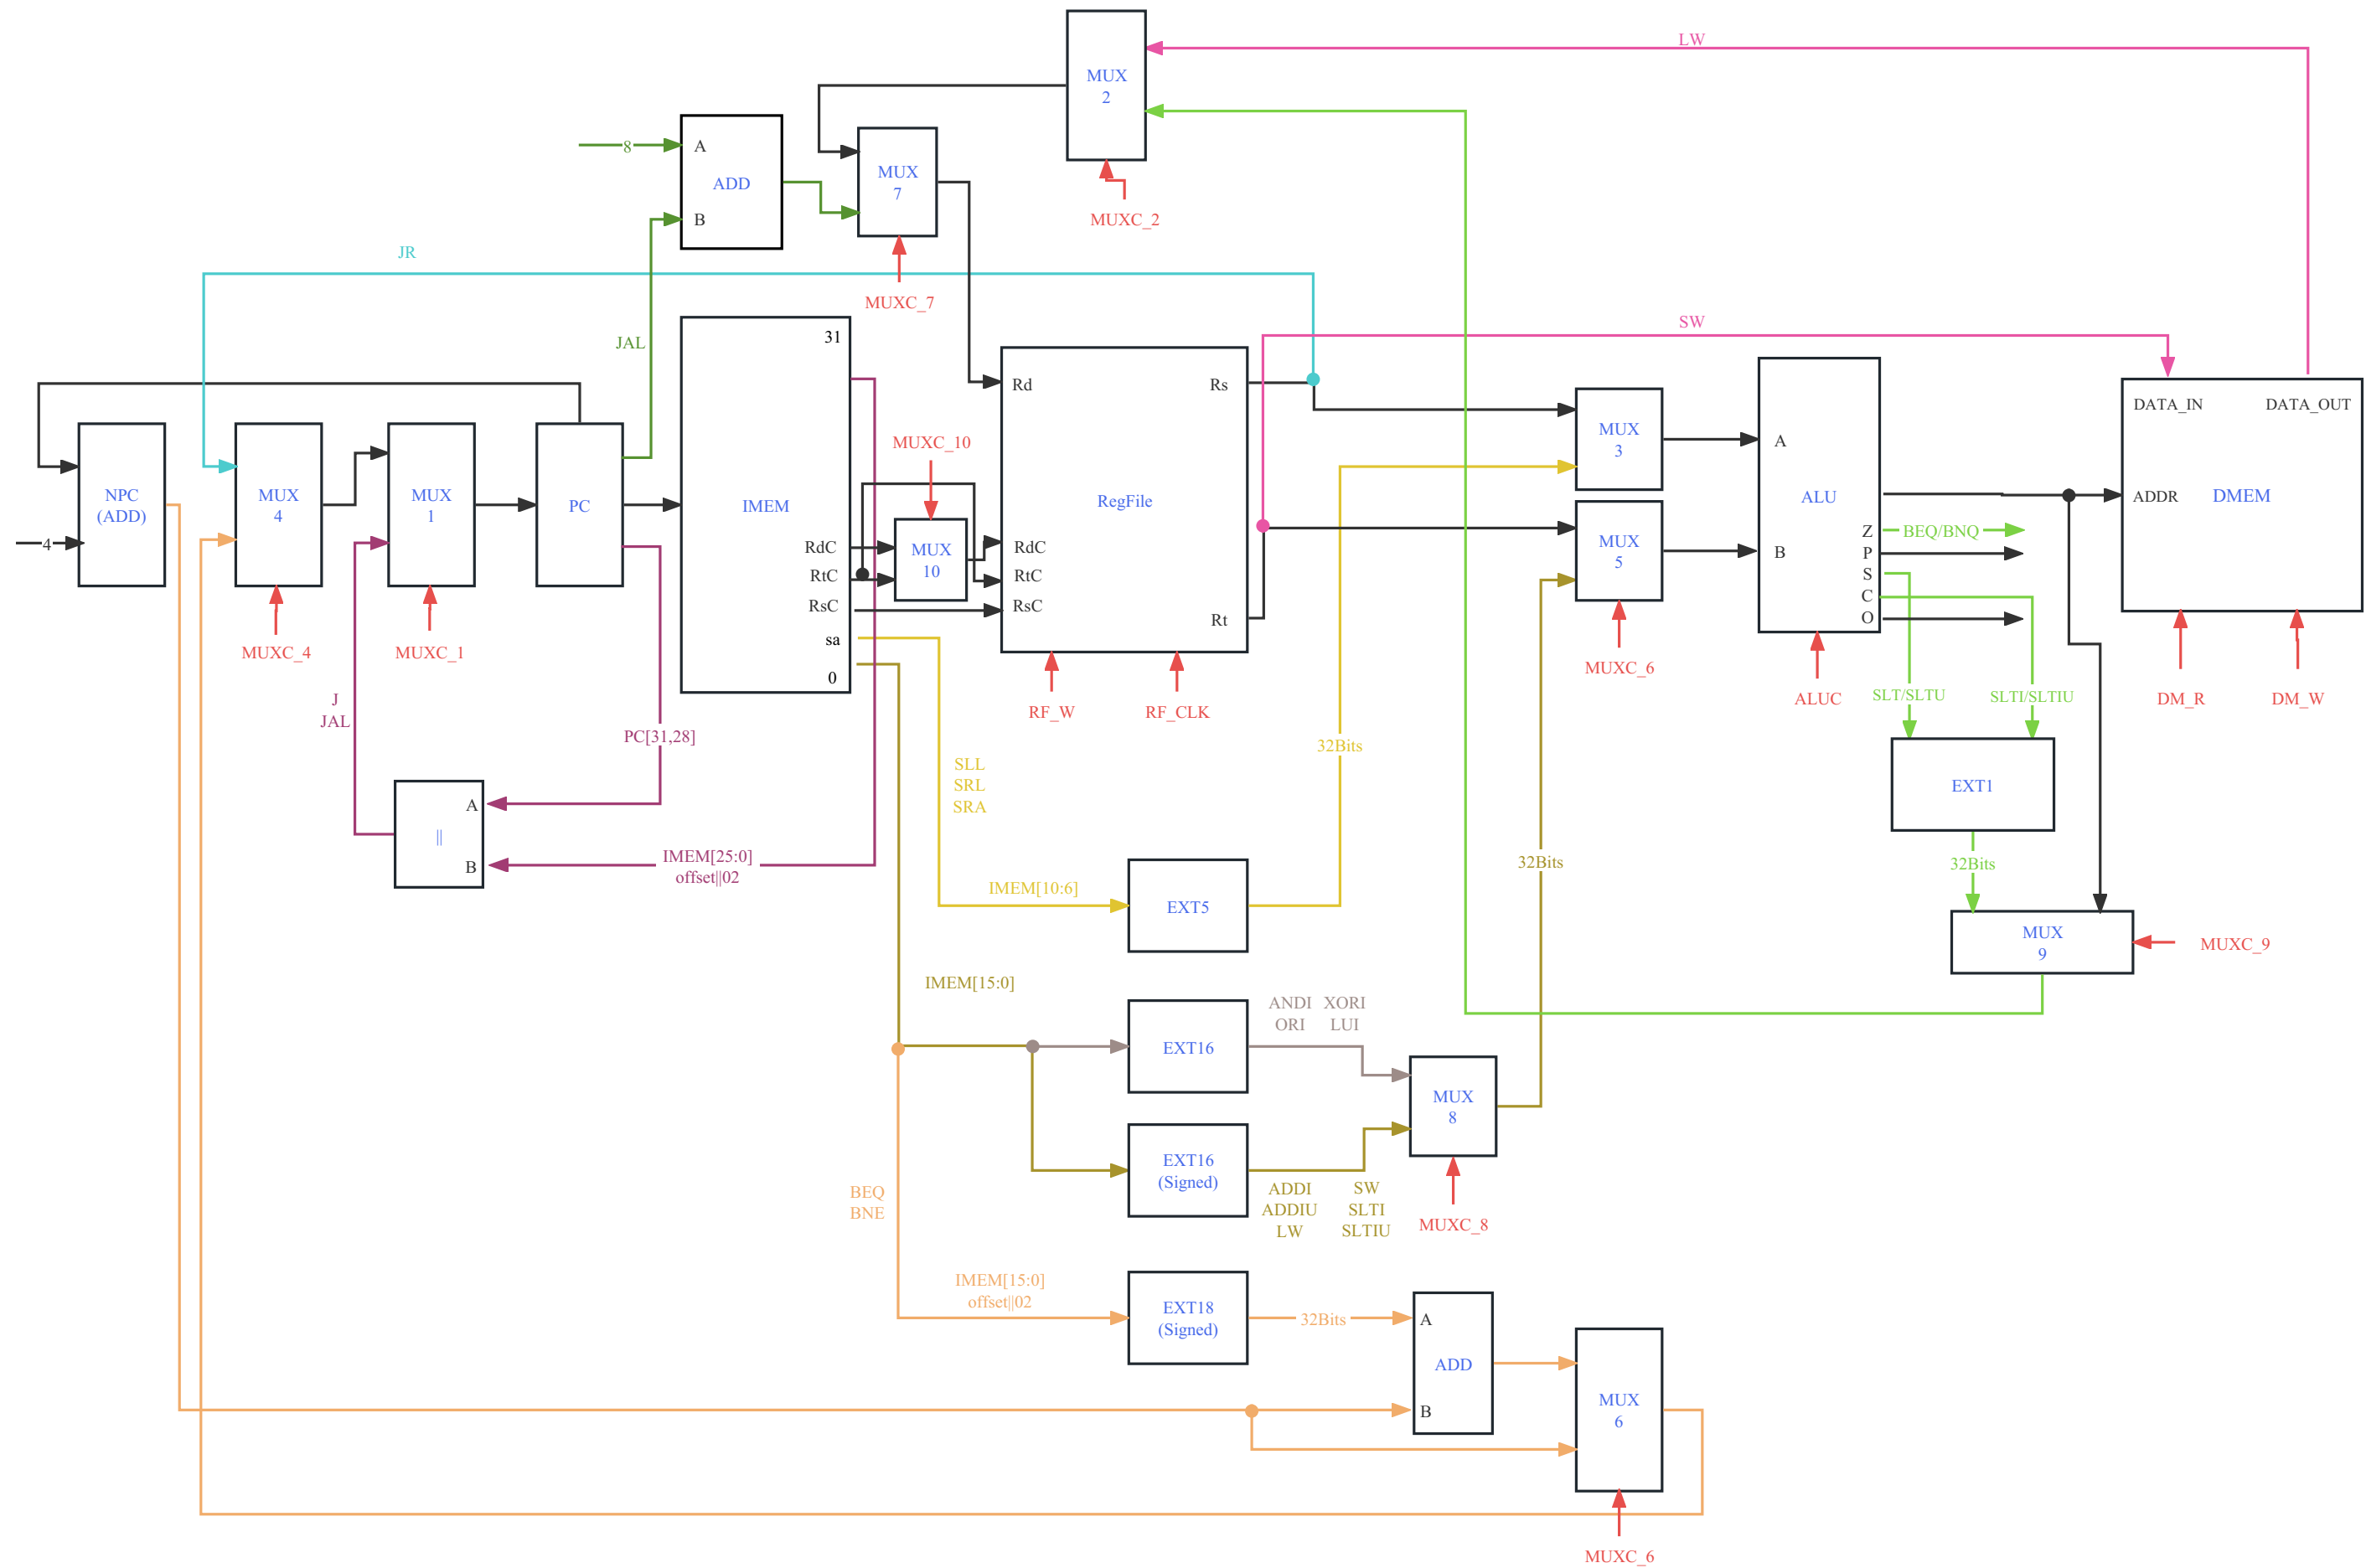 LW
MUX
2
8
A
ADD
B
MUX
7
MUXC_2
JR
MUXC_7
JAL
SW
31
Rd
Rs
RegFile
RdC
RtC
RsC
Rt
RF_W
RF_CLK
NPC
(ADD)
4
MUX
4
MUXC_4
MUX
1
MUXC_1
PC
IMEM
RdC
RtC
RsC
sa
0
MUXC_10
MUX
10
MUX
3
MUX
5
MUXC_6
A
ALU
B
Z
P
S
C
O
ALUC
BEQ/BNQ
SLT/SLTU
SLTI/SLTIU
DATA_IN
DATA_OUT
ADDR
DMEM
DM_R
DM_W
J
JAL
PC[31,28]
A
||
B
IMEM[25:0]
offset||02
SLL
SRL
SRA
32Bits
EXT1
32Bits
MUX
9
MUXC_9
IMEM[10:6]
EXT5
32Bits
IMEM[15:0]
EXT16
ANDI XORI
ORI LUI
MUX
8
MUXC_8
EXT16
(Signed)
ADDI SW
ADDIU SLTI
LW SLTIU
BEQ
BNE
IMEM[15:0]
offset||02
EXT18
(Signed)
32Bits
A
ADD
B
MUX
6
MUXC_6